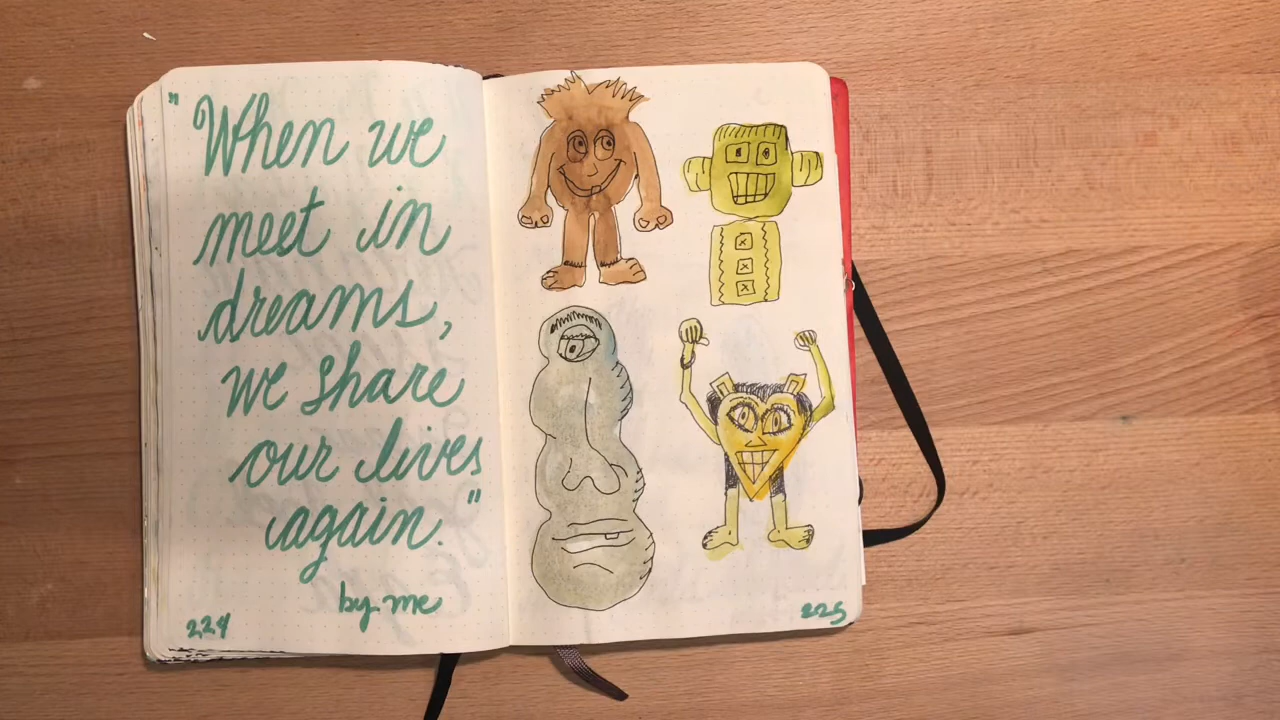 "When we
meet in
dreams,
we share
our lives
again."
by me
224
225